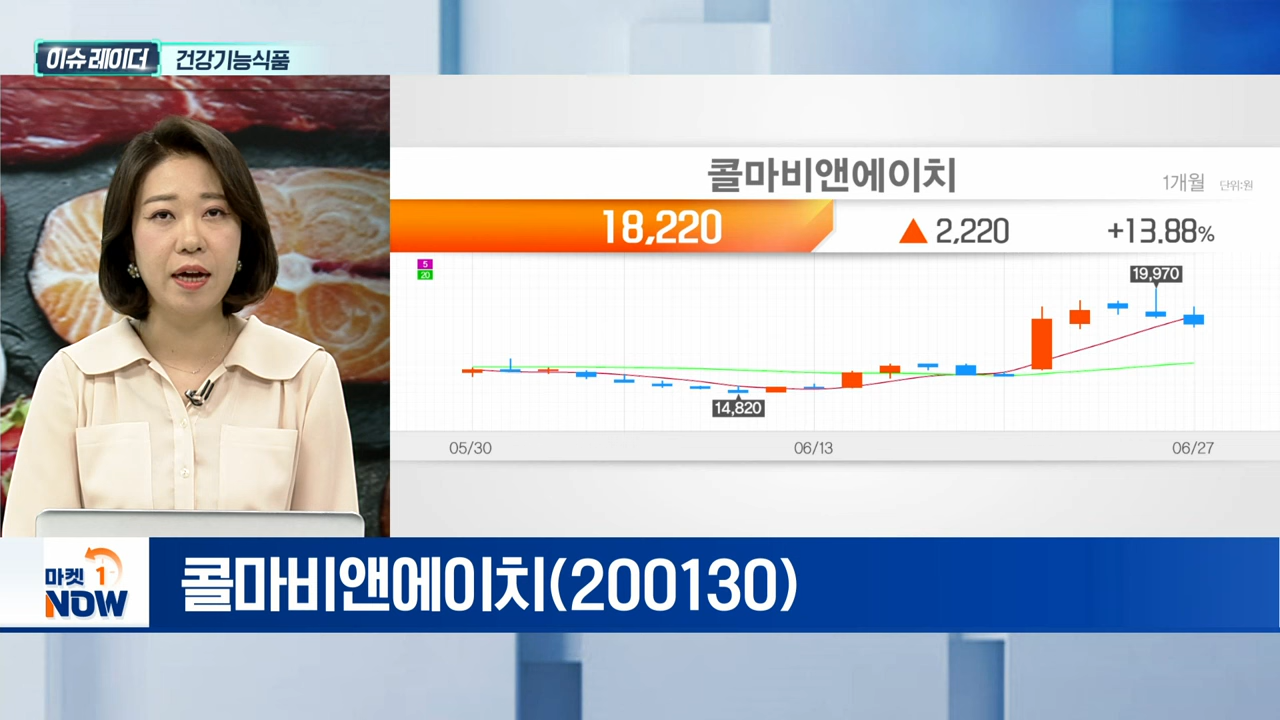 이슈 레이더 건강기능식품
콜마비앤에이치
1개월 단위:원
18,220 ▲ 2,220 +13.88%
5
20
19,970
14,820
05/30 06/13 06/27
마켓 1
NOW
콜마비앤에이치(200130)